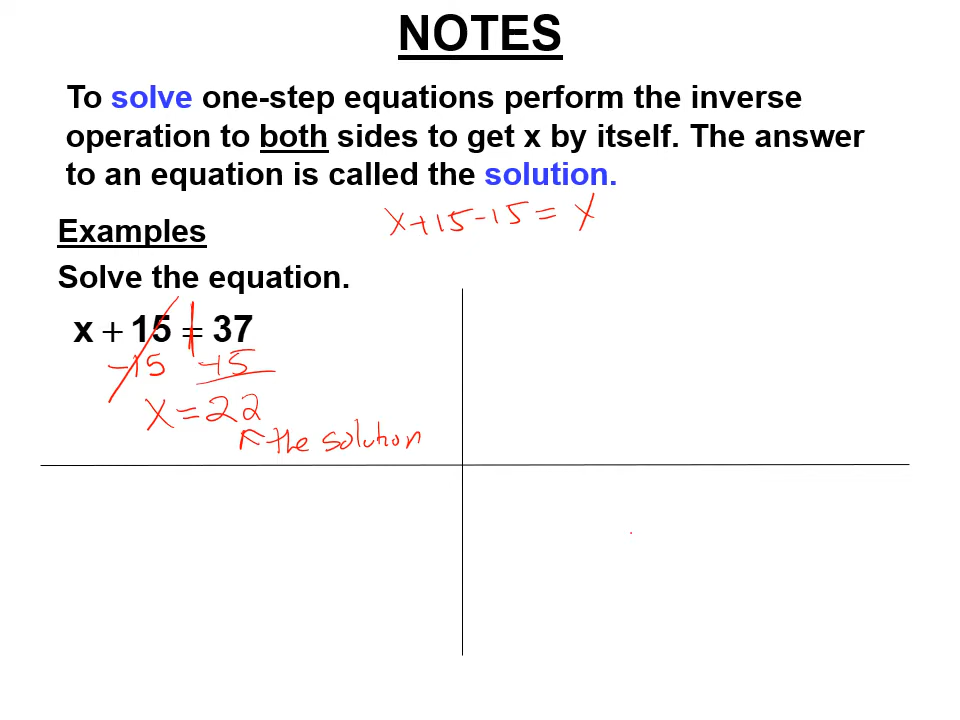 NOTES
To solve one-step equations perform the inverse
operation to both sides to get x by itself. The answer
to an equation is called the solution.
x+15-15 = x
Examples
Solve the equation.
x + 15 = 37
-15 -15
x = 22
the solution